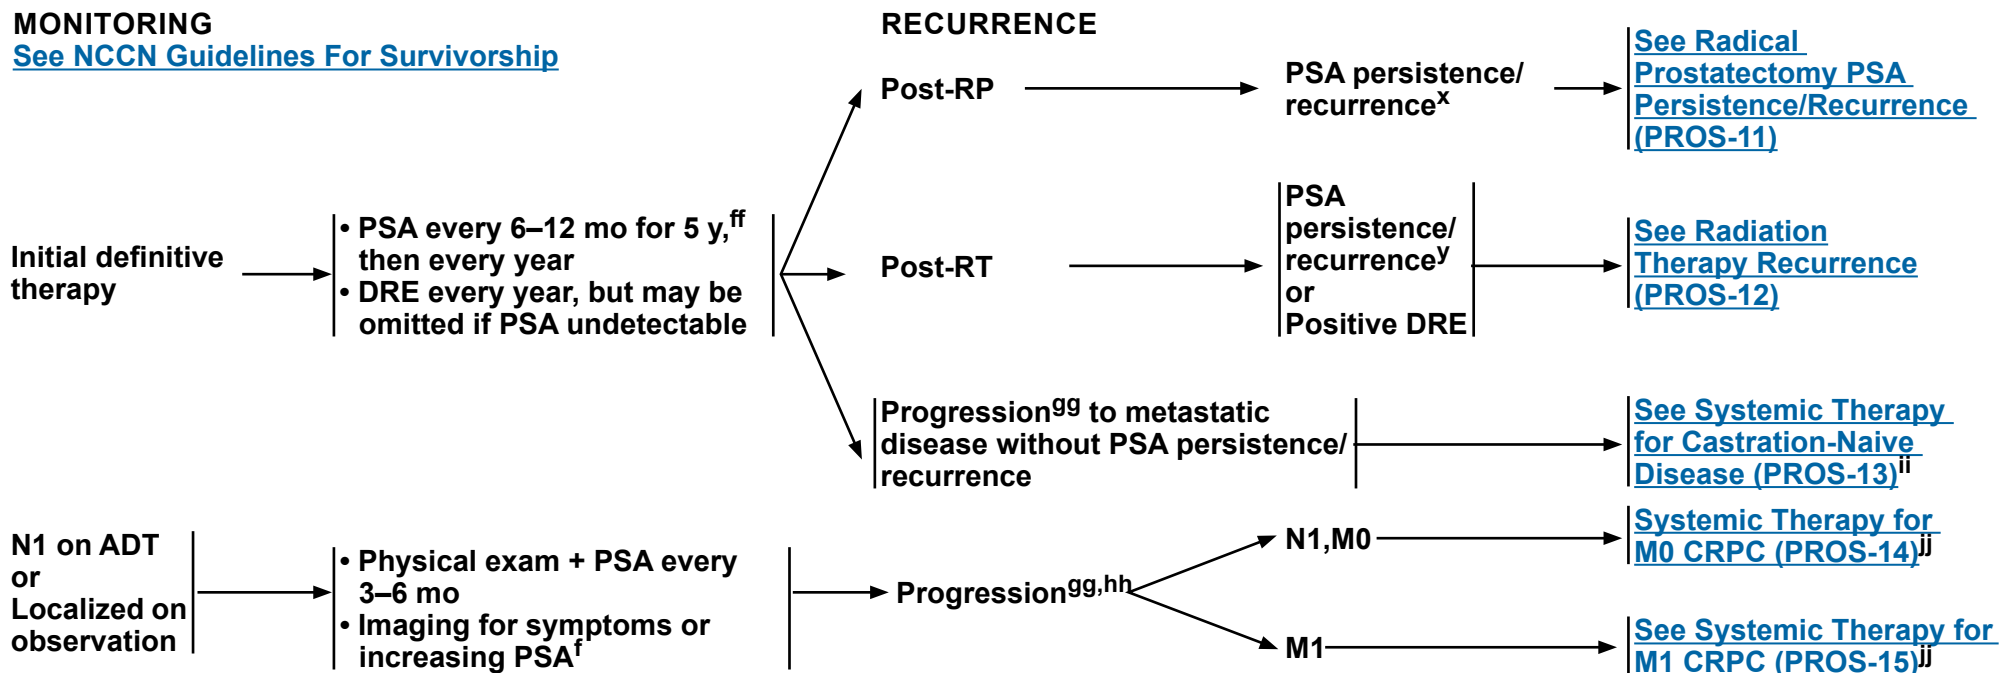 MONITORING
See NCCN Guidelines For Survivorship
RECURRENCE
Initial definitive
therapy
• PSA every 6–12 mo for 5 y,ff
then every year
• DRE every year, but may be
omitted if PSA undetectable
Post-RP
PSA persistence/
recurrencex
See Radical
Prostatectomy PSA
Persistence/Recurrence
(PROS-11)
Post-RT
PSA
persistence/
recurrencey
or
Positive DRE
See Radiation
Therapy Recurrence
(PROS-12)
Progressiongg to metastatic
disease without PSA persistence/
recurrence
See Systemic Therapy
for Castration-Naive
Disease (PROS-13)ii
N1 on ADT
or
Localized on
observation
• Physical exam + PSA every
3–6 mo
• Imaging for symptoms or
increasing PSAf
Progressiongg,hh
N1,M0
Systemic Therapy for
M0 CRPC (PROS-14)jj
M1
See Systemic Therapy for
M1 CRPC (PROS-15)jj